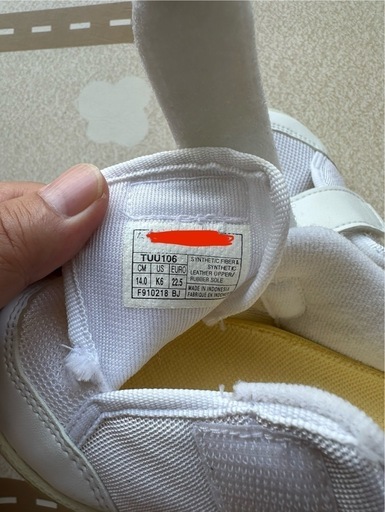 TUU106
CM US EURO
14.0 K6 22.5
F910218 BJ
SYNTHETIC FIBER &
SYNTHETIC
LEATHER UPPER/
RUBBER SOLE
MADE IN INDONESIA
FABRIQUE EN INDONESIE